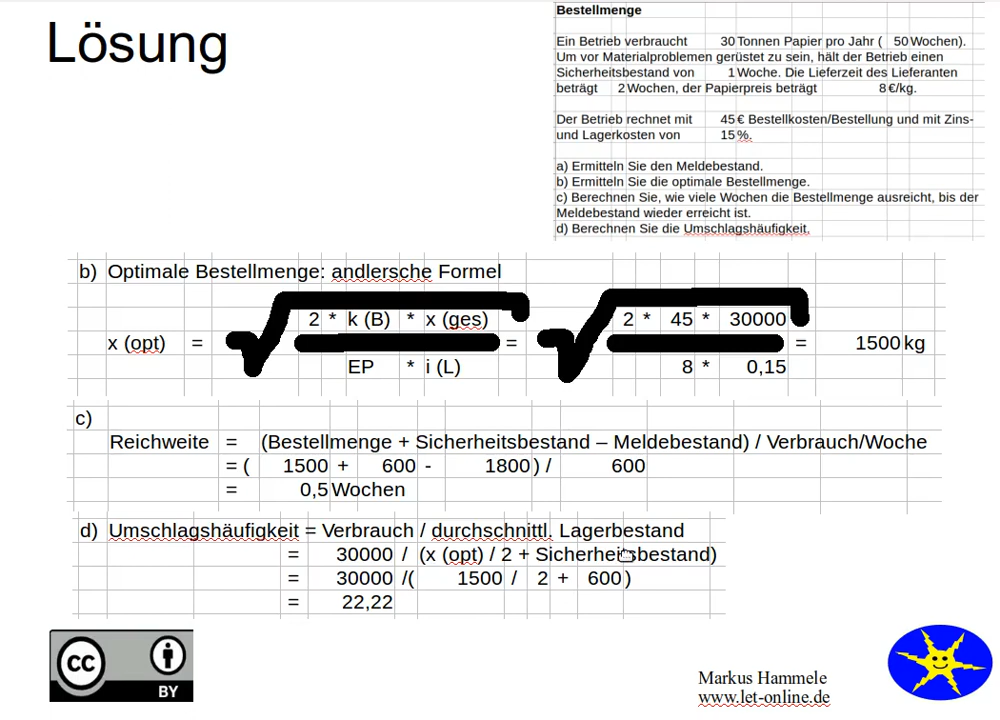 Lösung
Bestellmenge
Ein Betrieb verbraucht 30 Tonnen Papier pro Jahr ( 50 Wochen).
Um vor Materialproblemen gerüstet zu sein, hält der Betrieb einen
Sicherheitsbestand von 1 Woche. Die Lieferzeit des Lieferanten
beträgt 2 Wochen, der Papierpreis beträgt 8 €/kg.
Der Betrieb rechnet mit 45 € Bestellkosten/Bestellung und mit Zins-
und Lagerkosten von 15 %.
a) Ermitteln Sie den Meldebestand.
b) Ermitteln Sie die optimale Bestellmenge.
c) Berechnen Sie, wie viele Wochen die Bestellmenge ausreicht, bis der
Meldebestand wieder erreicht ist.
d) Berechnen Sie die Umschlagshäufigkeit.
b) Optimale Bestellmenge: andlersche Formel
2 * k (B) * x (ges) 2 * 45 * 30000
x (opt) = = = 1500 kg
EP * i (L) 8 * 0,15
c)
Reichweite = (Bestellmenge + Sicherheitsbestand – Meldebestand) / Verbrauch/Woche
= ( 1500 + 600 - 1800 ) / 600
= 0,5 Wochen
d) Umschlagshäufigkeit = Verbrauch / durchschnittl. Lagerbestand
= 30000 / (x (opt) / 2 + Sicherheitsbestand)
= 30000 /( 1500 / 2 + 600 )
= 22,22
cc
BY
Markus Hammele
www.let-online.de